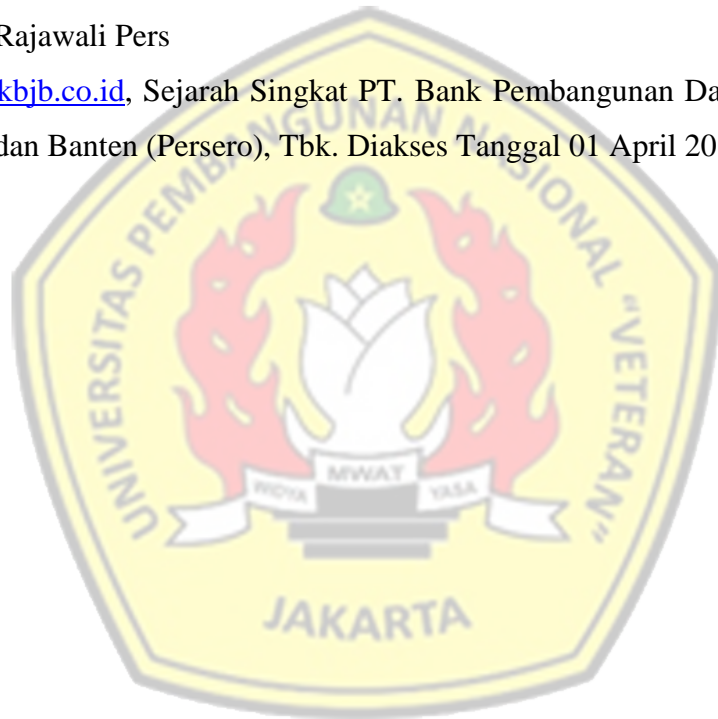 Rajawali Pers
kbjb.co.id, Sejarah Singkat PT. Bank Pembangunan Da
dan Banten (Persero), Tbk. Diakses Tanggal 01 April 20
UNIVERSITAS PEMBANGUNAN NASIONAL "VETERAN"
WIDYA MWAT YASA
JAKARTA